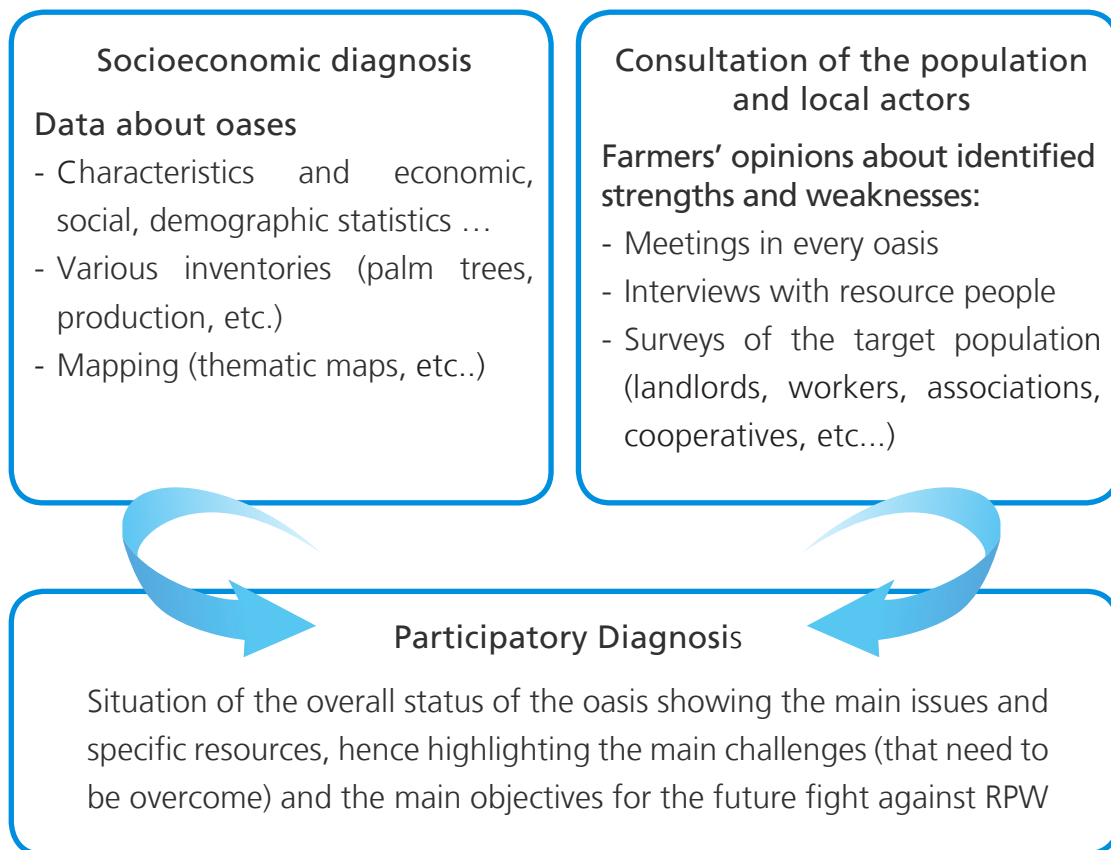 Socioeconomic diagnosis
Data about oases
- Characteristics and economic,
social, demographic statistics …
- Various inventories (palm trees,
production, etc.)
- Mapping (thematic maps, etc..)
Consultation of the population
and local actors
Farmers’ opinions about identified
strengths and weaknesses:
- Meetings in every oasis
- Interviews with resource people
- Surveys of the target population
(landlords, workers, associations,
cooperatives, etc...)
Participatory Diagnosis
Situation of the overall status of the oasis showing the main issues and
specific resources, hence highlighting the main challenges (that need to
be overcome) and the main objectives for the future fight against RPW